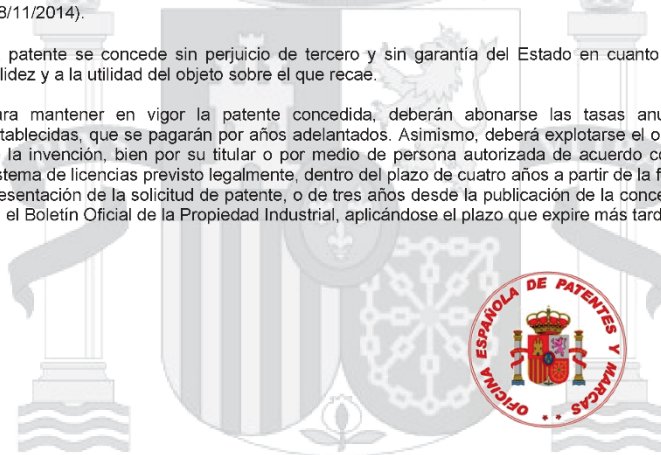 8/11/2014).
patente se concede sin perjuicio de tercero y sin garantía del Estado en cuanto
lidez y a la utilidad del objeto sobre el que recae.
ara mantener en vigor la patente concedida, deberán abonarse las tasas anu
tablecidas, que se pagarán por años adelantados. Asimismo, deberá explotarse el o
la invención, bien por su titular o por medio de persona autorizada de acuerdo co
stema de licencias previsto legalmente, dentro del plazo de cuatro años a partir de la f
esentación de la solicitud de patente, o de tres años desde la publicación de la conce
el Boletín Oficial de la Propiedad Industrial, aplicándose el plazo que expire más tard
OFICINA ESPAÑOLA DE PATENTES Y MARCAS